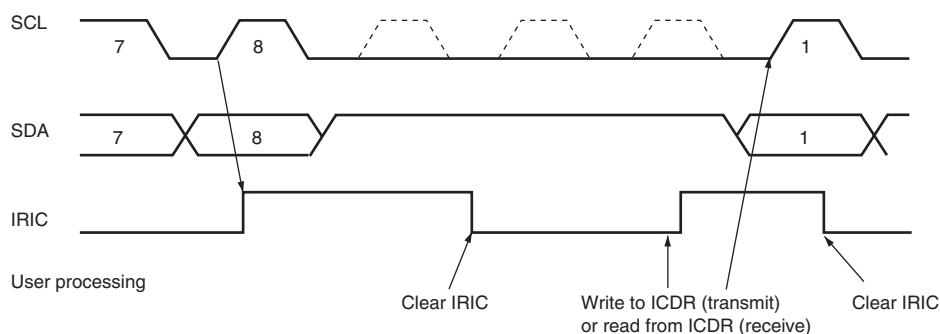 SCL
7
8
1
SDA
7
8
1
IRIC
User processing
Clear IRIC
Write to ICDR (transmit)
or read from ICDR (receive)
Clear IRIC